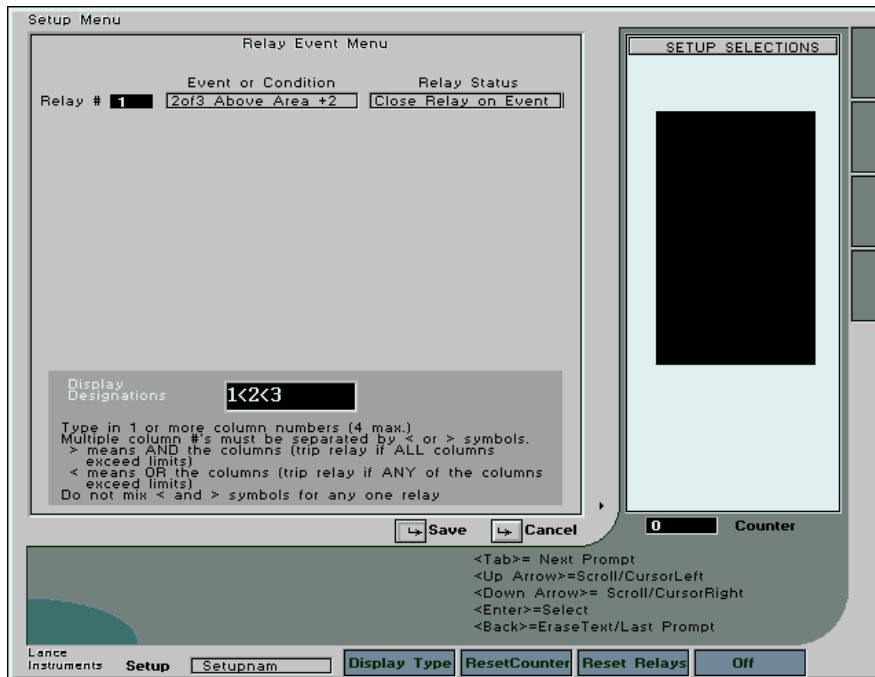 Setup Menu
Relay Event Menu
SETUP SELECTIONS
Event or Condition Relay Status
Relay # 1 2of3 Above Area +2 Close Relay on Event
Display
Designations 1<2<3
Type in 1 or more column numbers (4 max.)
Multiple column #'s must be separated by < or > symbols.
> means AND the columns (trip relay if ALL columns
exceed limits)
< means OR the columns (trip relay if ANY of the columns
exceed limits)
Do not mix < and > symbols for any one relay
Save Cancel
0 Counter
<Tab>= Next Prompt
<Up Arrow>=Scroll/CursorLeft
<Down Arrow>= Scroll/CursorRight
<Enter>=Select
<Back>=EraseText/Last Prompt
Lance
Instruments Setup Setupnam Display Type ResetCounter Reset Relays Off